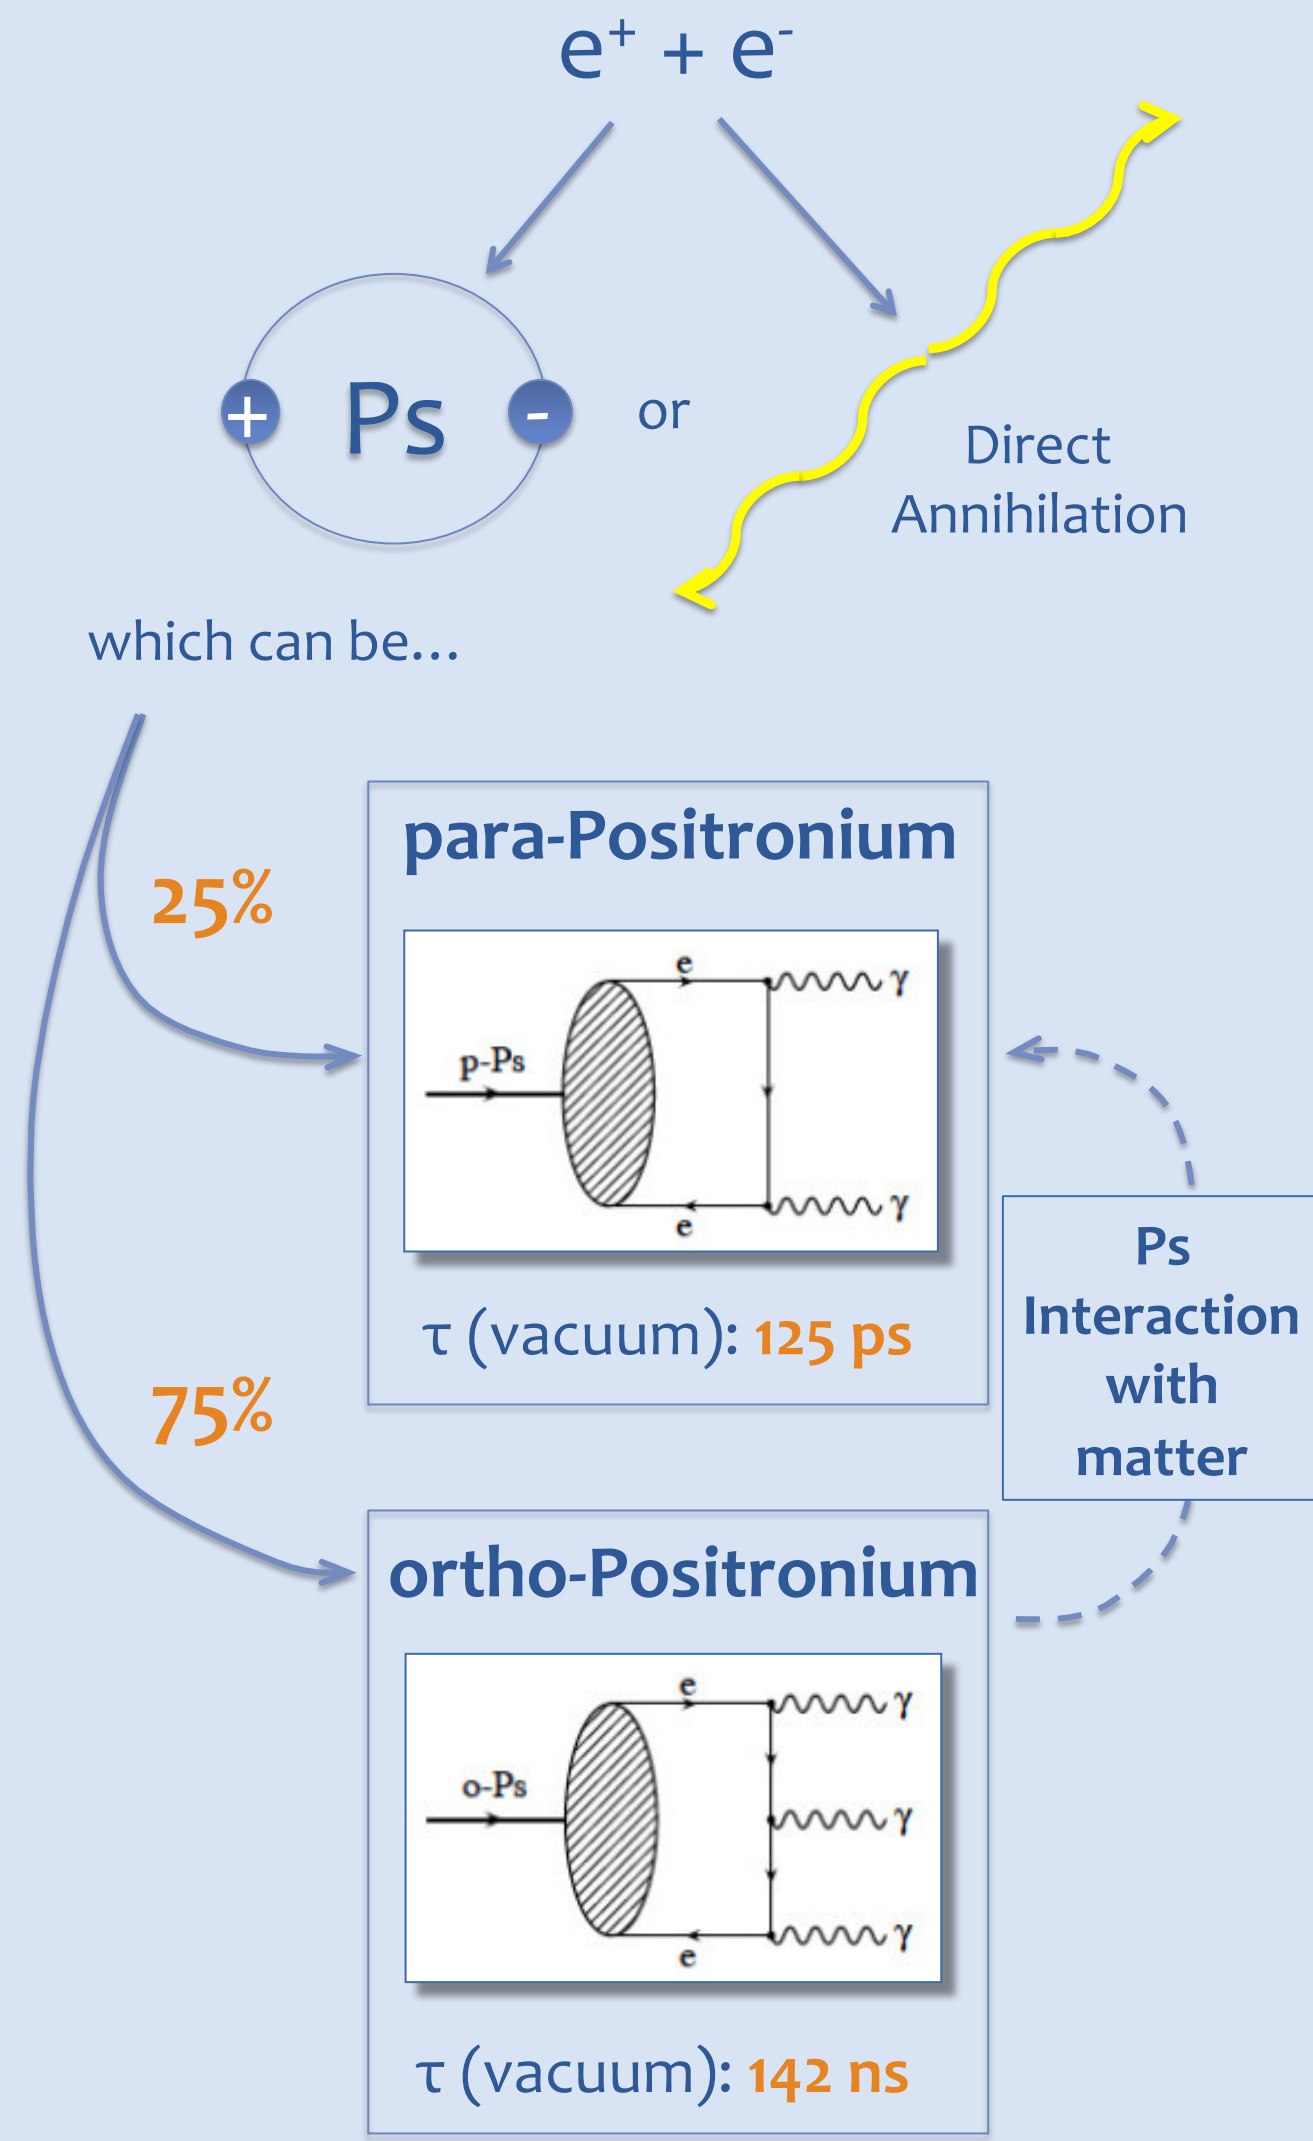 e⁺ + e⁻
+ Ps -
or
Direct
Annihilation
which can be...
25%
para-Positronium
e
γ
p-Ps
e
γ
τ (vacuum): 125 ps
Ps
Interaction
with
matter
75%
ortho-Positronium
e
γ
o-Ps
γ
e
γ
τ (vacuum): 142 ns